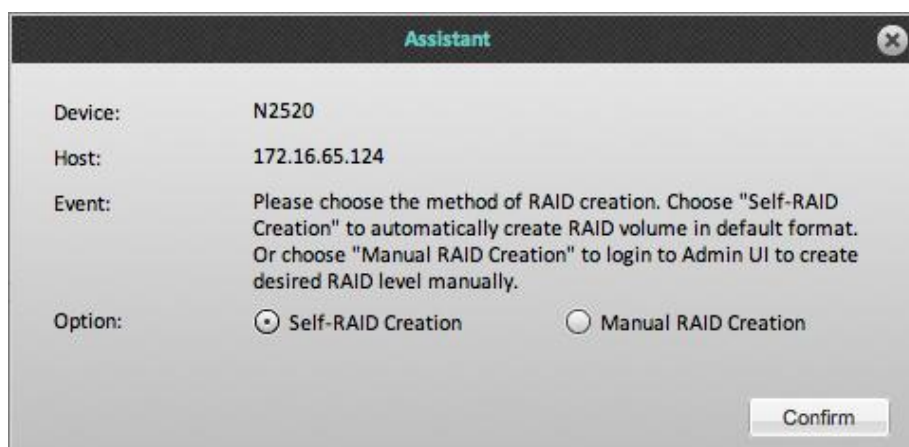 Assistant
Device: N2520
Host: 172.16.65.124
Event: Please choose the method of RAID creation. Choose "Self-RAID
Creation" to automatically create RAID volume in default format.
Or choose "Manual RAID Creation" to login to Admin UI to create
desired RAID level manually.
Option: Self-RAID Creation Manual RAID Creation
Confirm